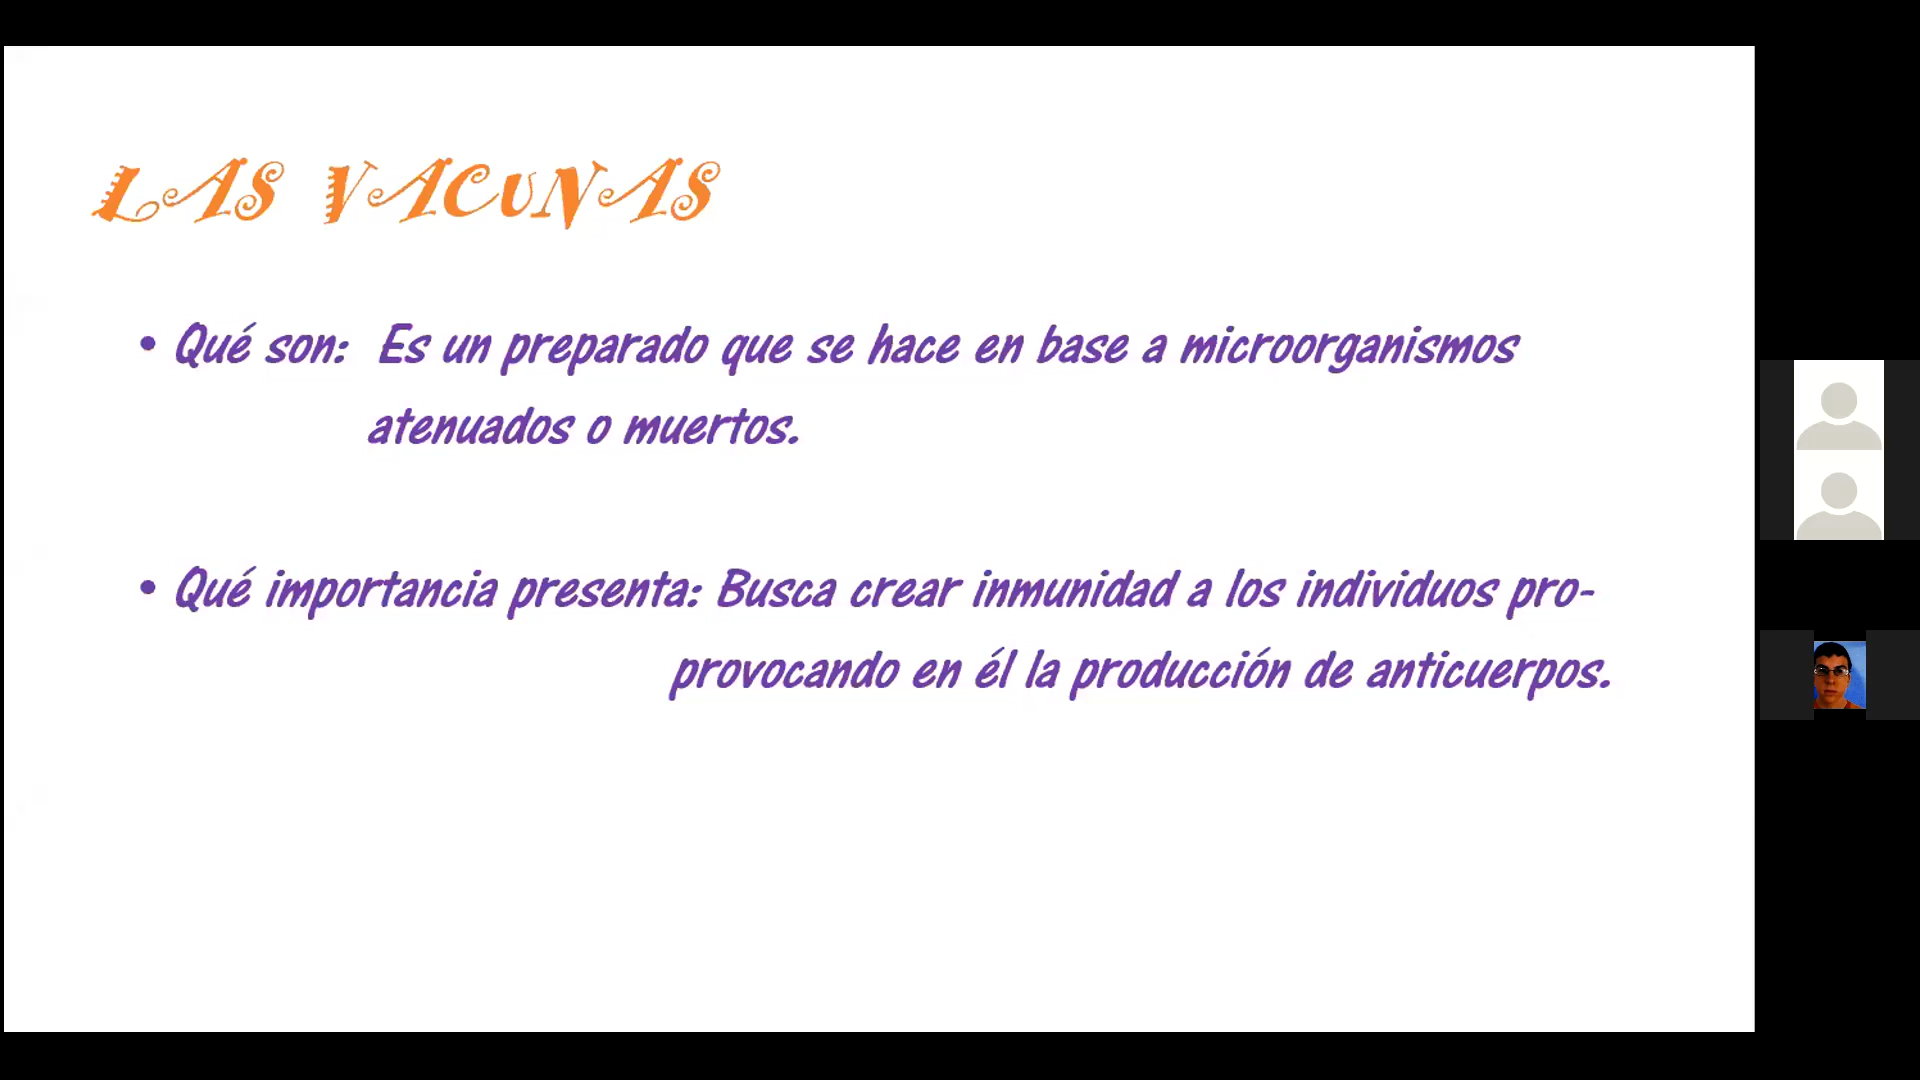 LAS VACUNAS
• Qué son: Es un preparado que se hace en base a microorganismos
atenuados o muertos.
• Qué importancia presenta: Busca crear inmunidad a los individuos pro-
provocando en él la producción de anticuerpos.